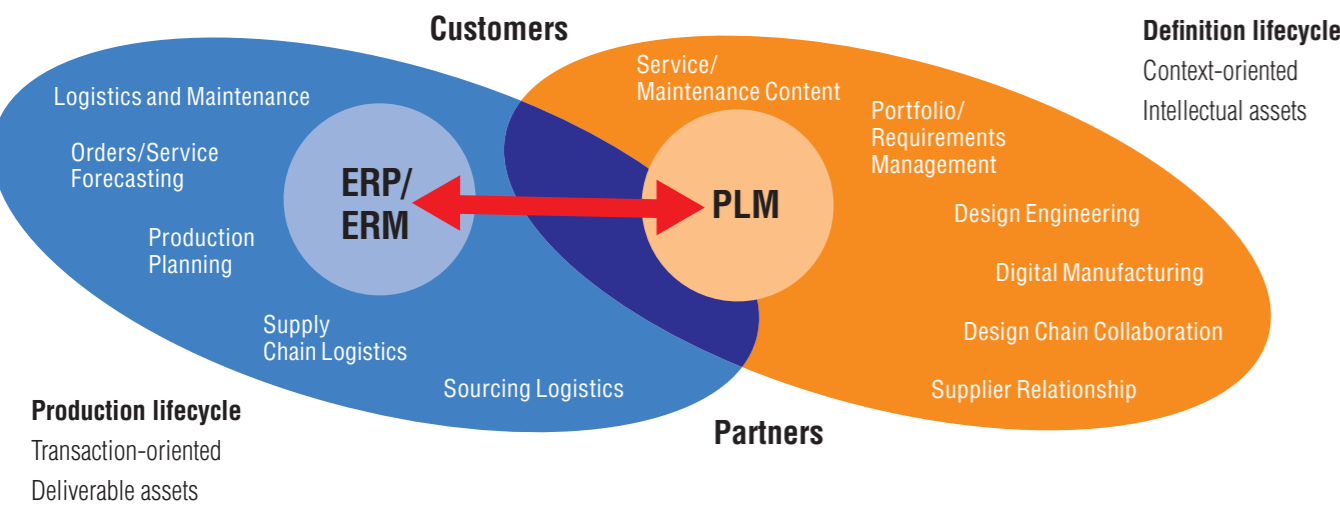 Customers
Definition lifecycle
Context-oriented
Intellectual assets
Logistics and Maintenance
Orders/Service
Forecasting
Production
Planning
Supply
Chain Logistics
Sourcing Logistics
ERP/
ERM
Service/
Maintenance Content
PLM
Portfolio/
Requirements
Management
Design Engineering
Digital Manufacturing
Design Chain Collaboration
Supplier Relationship
Production lifecycle
Transaction-oriented
Deliverable assets
Partners